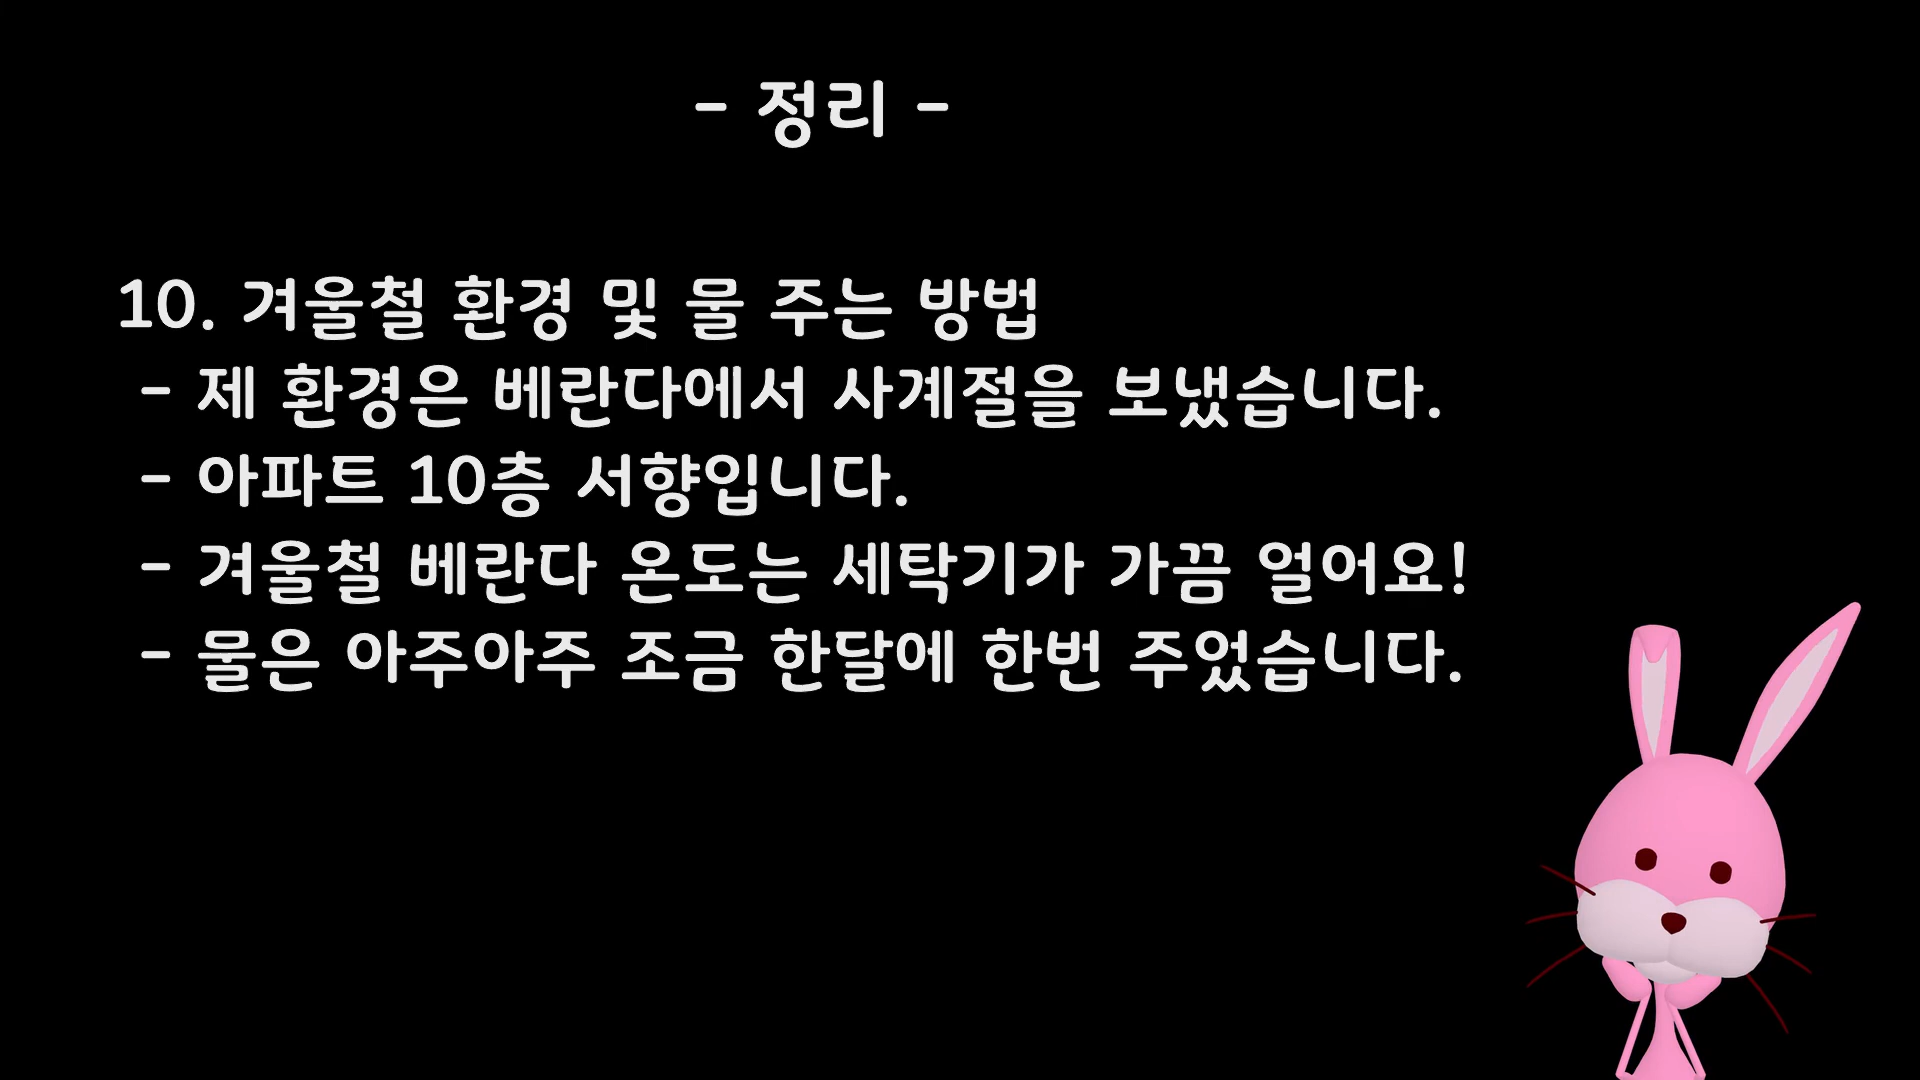 - 정리 -
10. 겨울철 환경 및 물 주는 방법
- 제 환경은 베란다에서 사계절을 보냈습니다.
- 아파트 10층 서향입니다.
- 겨울철 베란다 온도는 세탁기가 가끔 얼어요!
- 물은 아주아주 조금 한달에 한번 주었습니다.